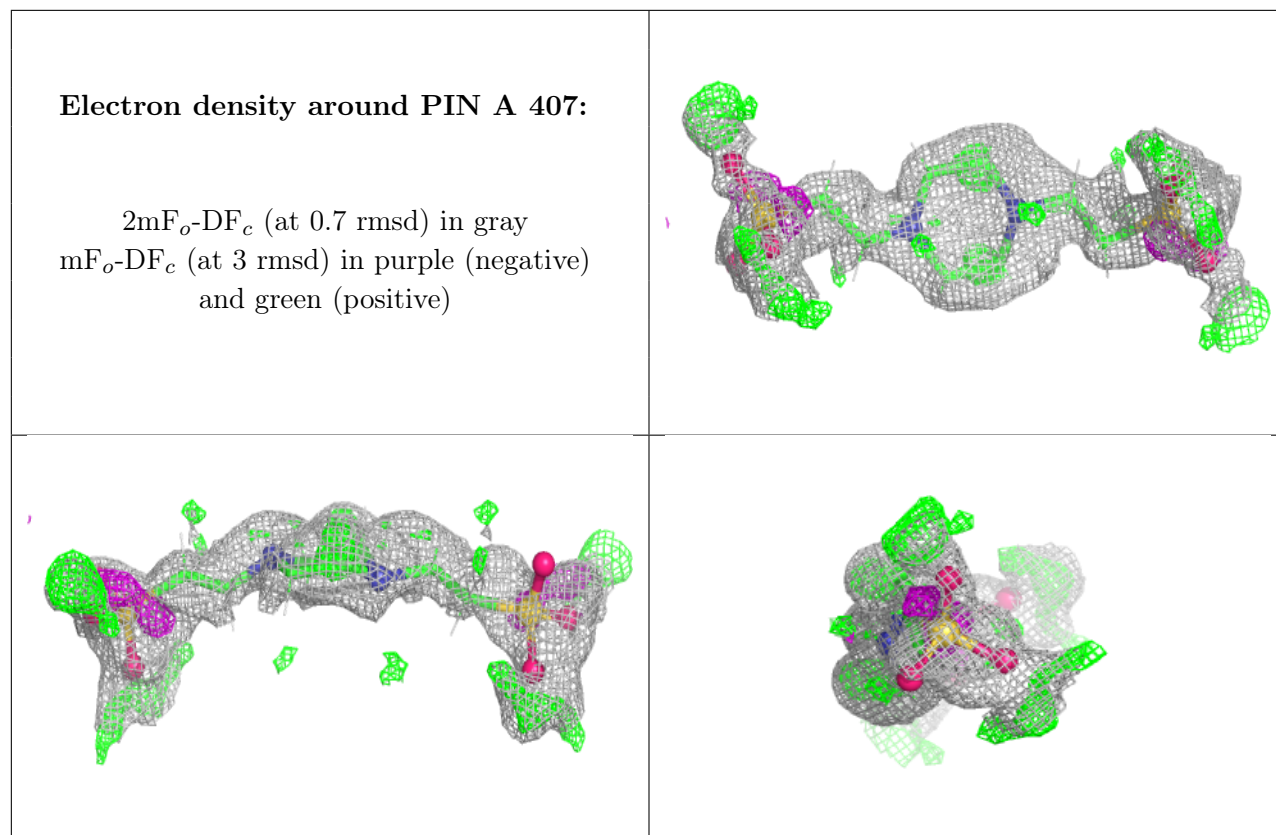 Electron density around PIN A 407:
2mFo-DFc (at 0.7 rmsd) in gray
mFo-DFc (at 3 rmsd) in purple (negative)
and green (positive)